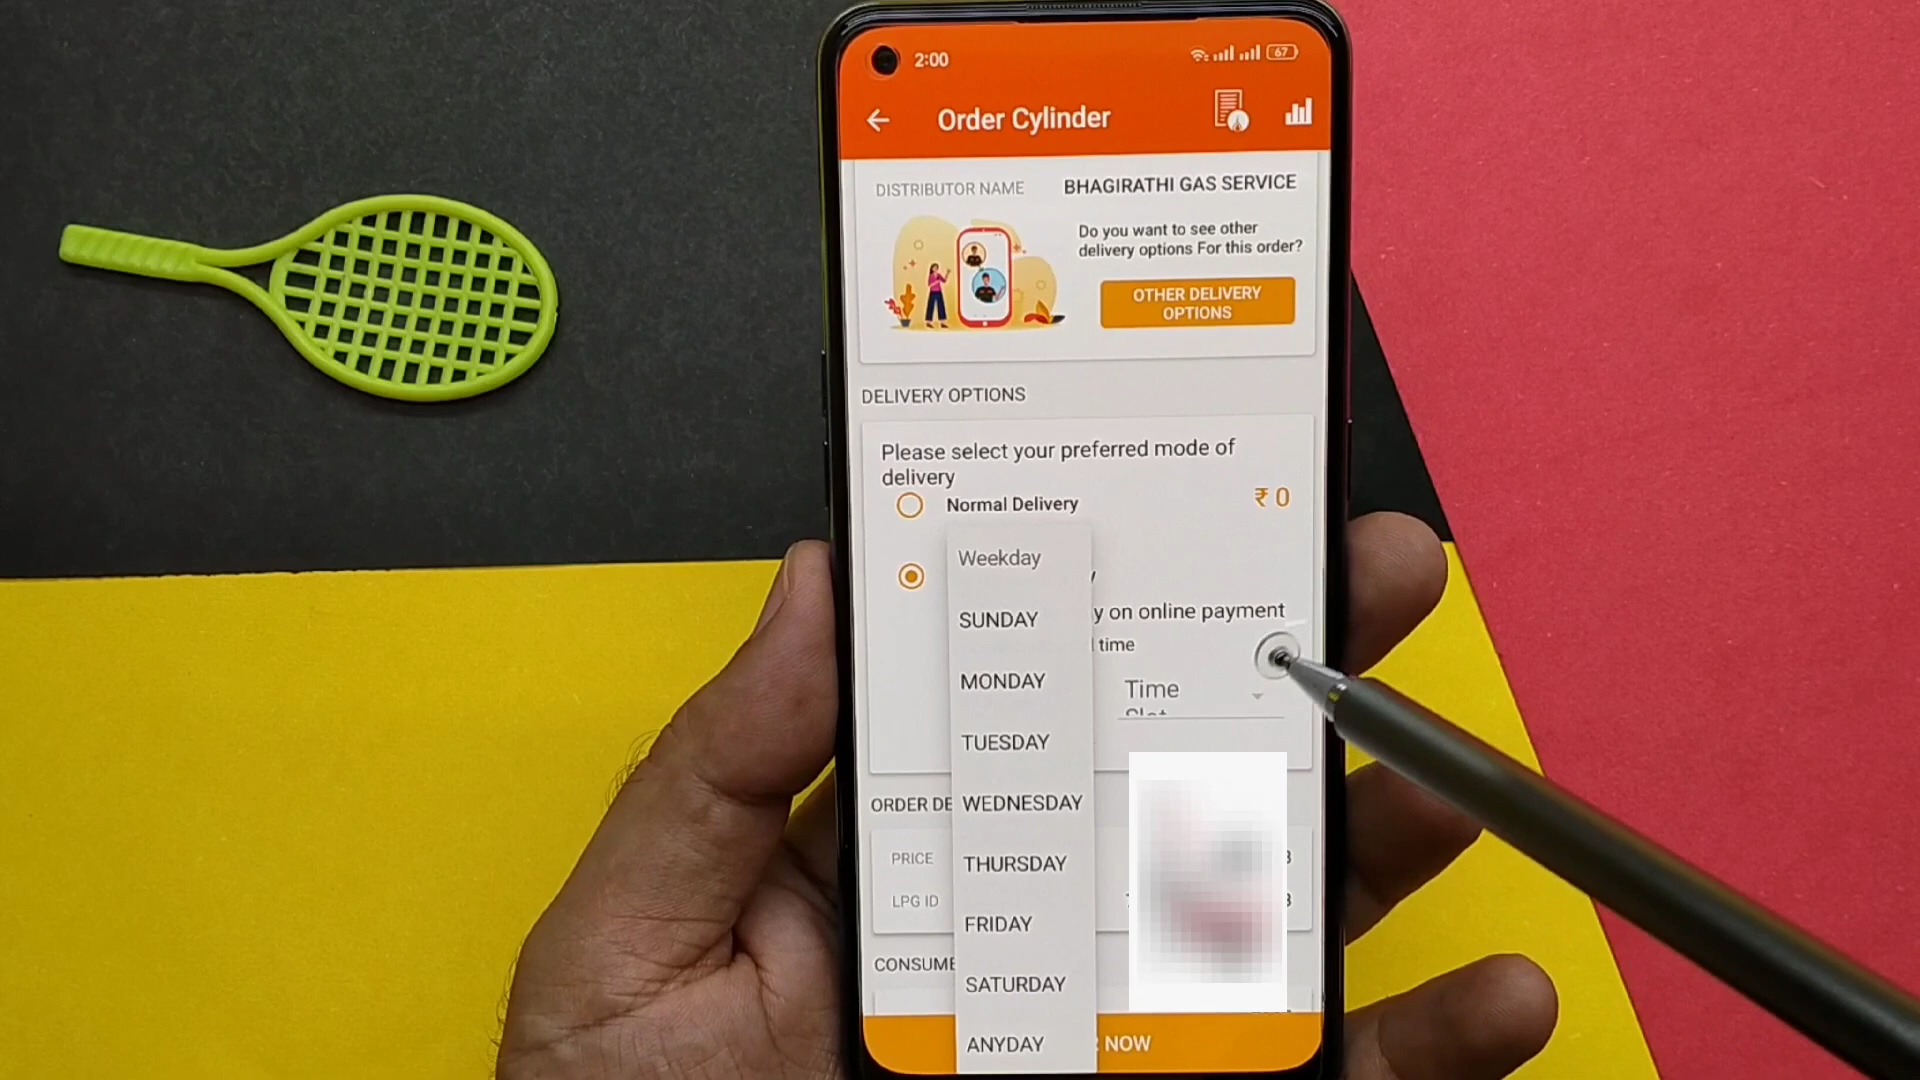 2:00
67
Order Cylinder
DISTRIBUTOR NAME
BHAGIRATHI GAS SERVICE
Do you want to see other
delivery options For this order?
OTHER DELIVERY
OPTIONS
DELIVERY OPTIONS
Please select your preferred mode of
delivery
Normal Delivery
₹ 0
Weekday
SUNDAY
y on online payment
time
MONDAY
Time
TUESDAY
WEDNESDAY
ORDER DE
PRICE
THURSDAY
LPG ID
FRIDAY
CONSUME
SATURDAY
ANYDAY
NOW